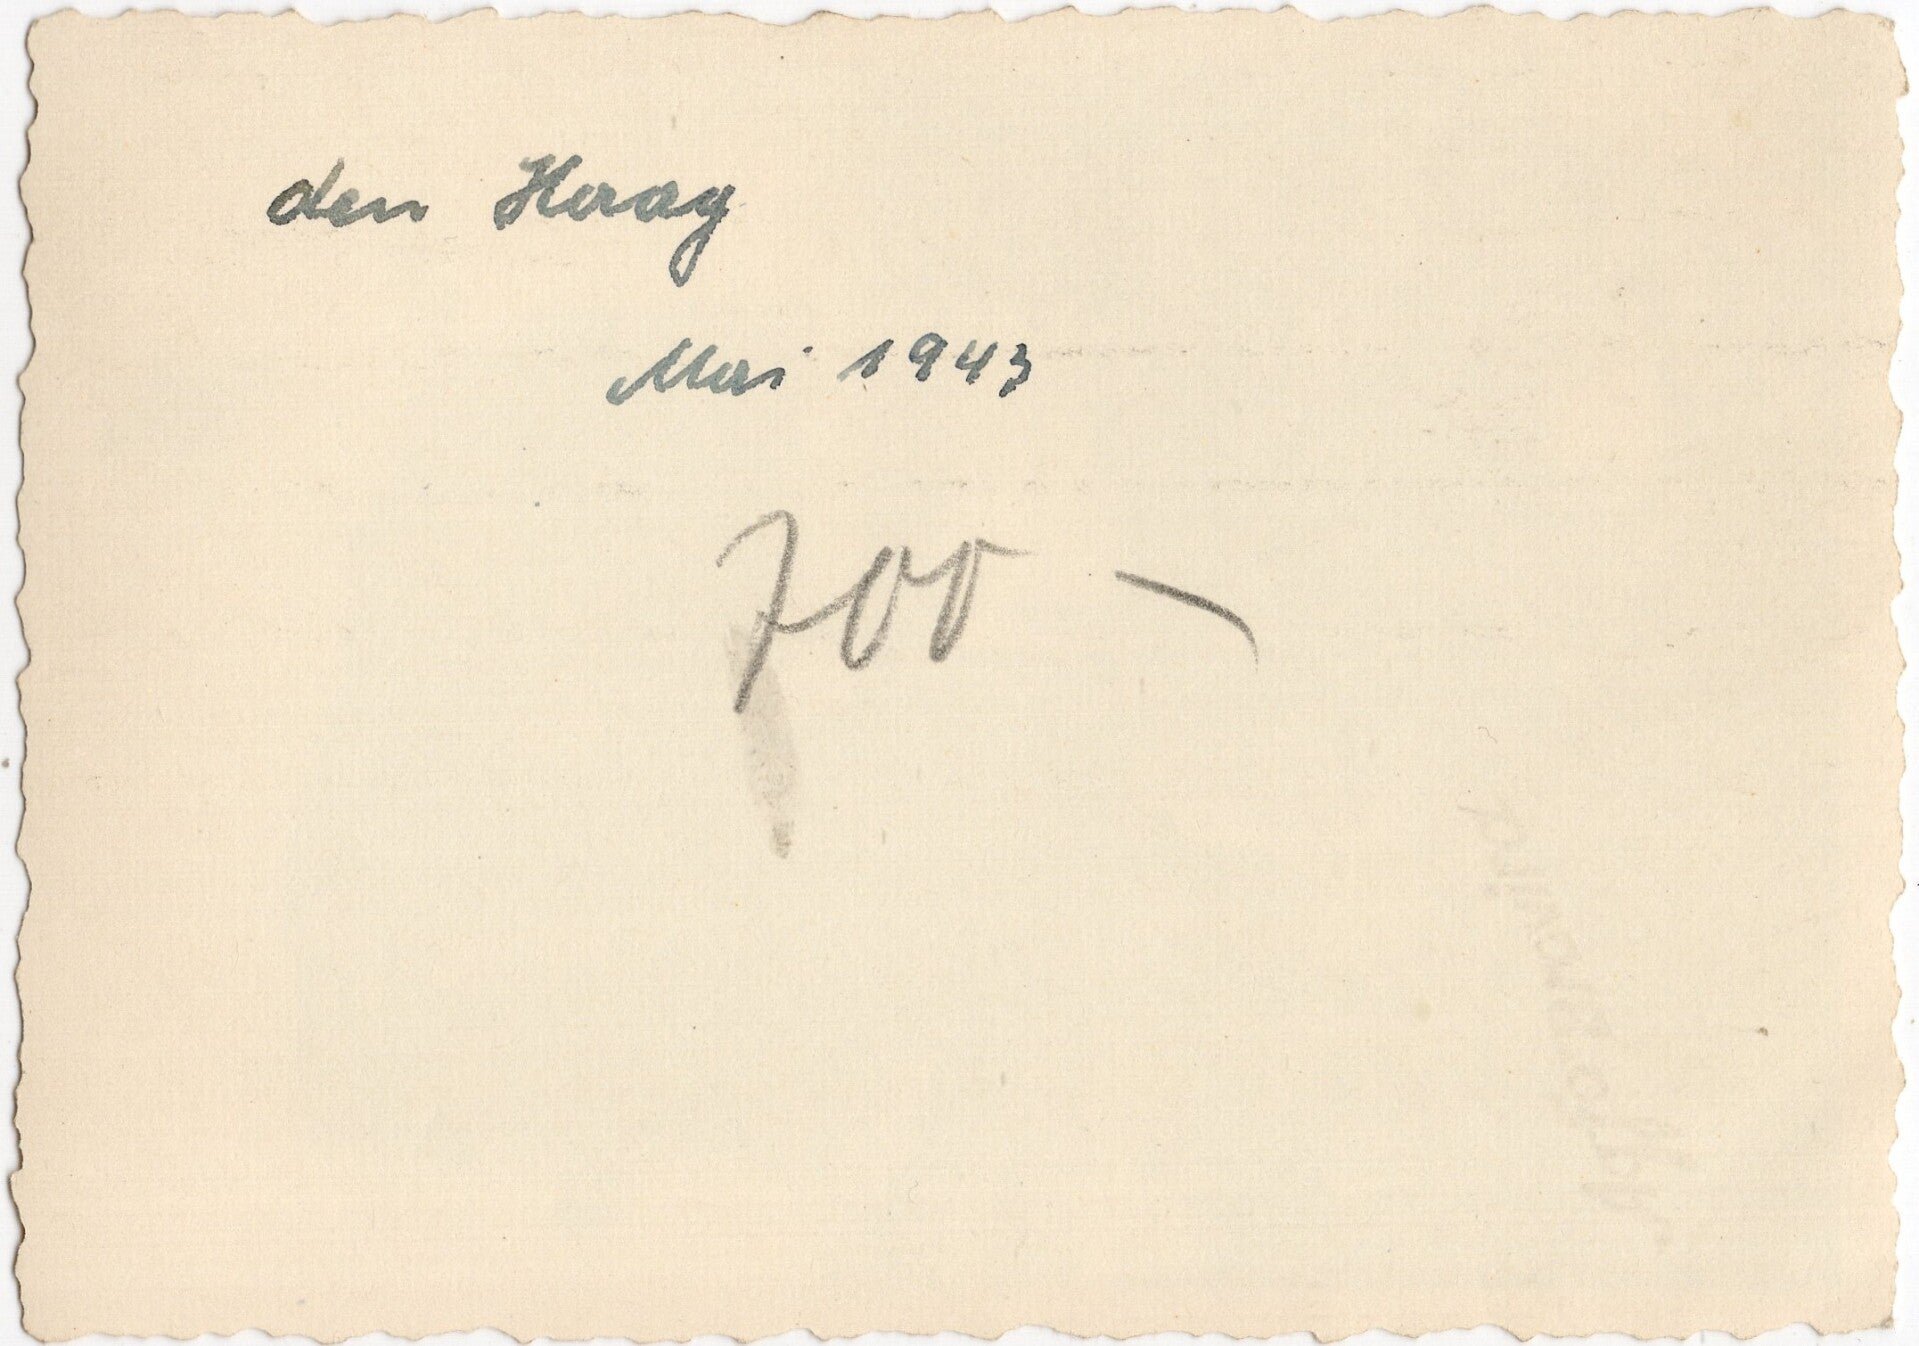 den Haag
Mai 1943
700 -